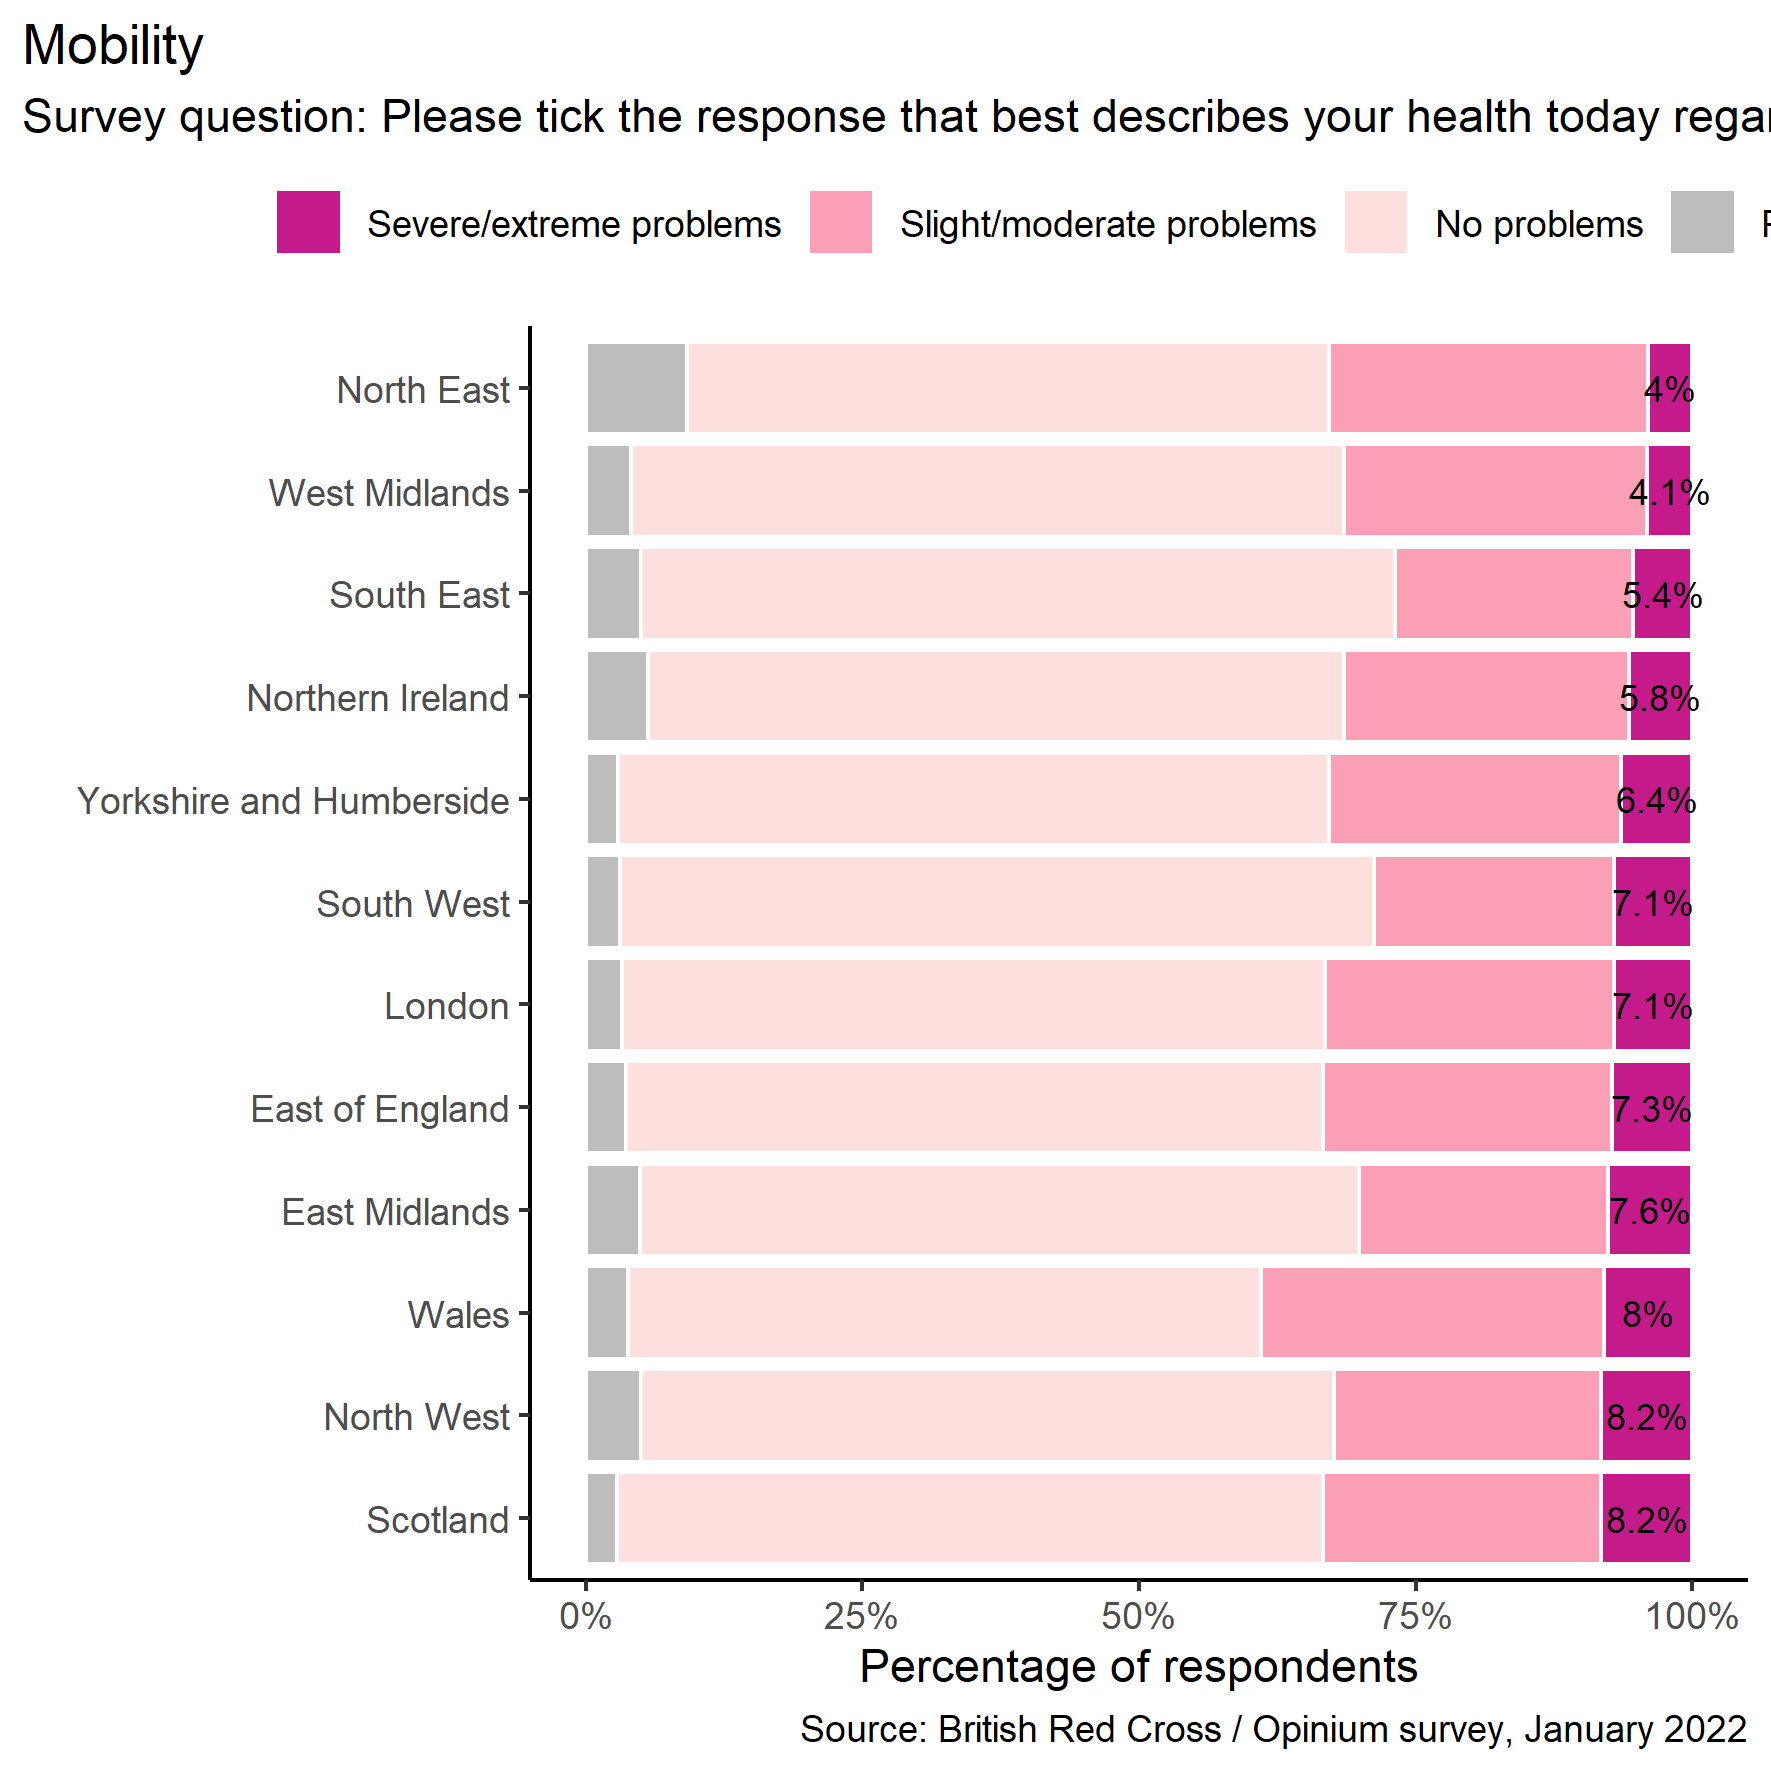 Mobility
Survey question: Please tick the response that best describes your health today
Severe/extreme problems Slight/moderate problems No problems
North East 4%
West Midlands 4.1%
South East 5.4%
Northern Ireland 5.8%
Yorkshire and Humberside 6.4%
South West 7.1%
London 7.1%
East of England 7.3%
East Midlands 7.6%
Wales 8%
North West 8.2%
Scotland 8.2%
0% 25% 50% 75% 100%
Percentage of respondents
Source: British Red Cross / Opinium survey, January 2022